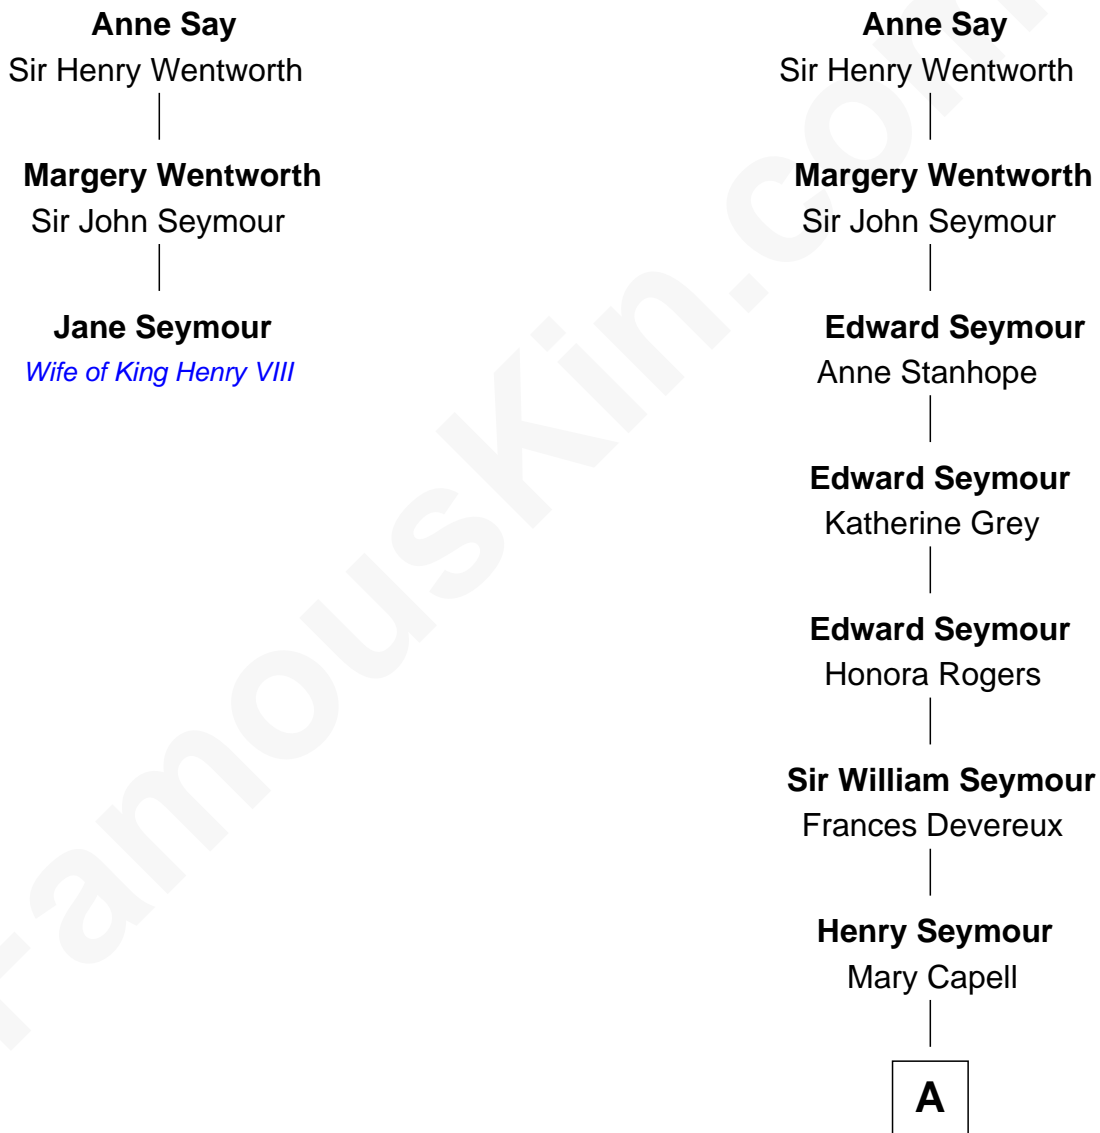 Anne Say
Sir Henry Wentworth
Margery Wentworth
Sir John Seymour
Jane Seymour
Wife of King Henry VIII
Anne Say
Sir Henry Wentworth
Margery Wentworth
Sir John Seymour
Edward Seymour
Anne Stanhope
Edward Seymour
Katherine Grey
Edward Seymour
Honora Rogers
Sir William Seymour
Frances Devereux
Henry Seymour
Mary Capell
A
FamousKin.com